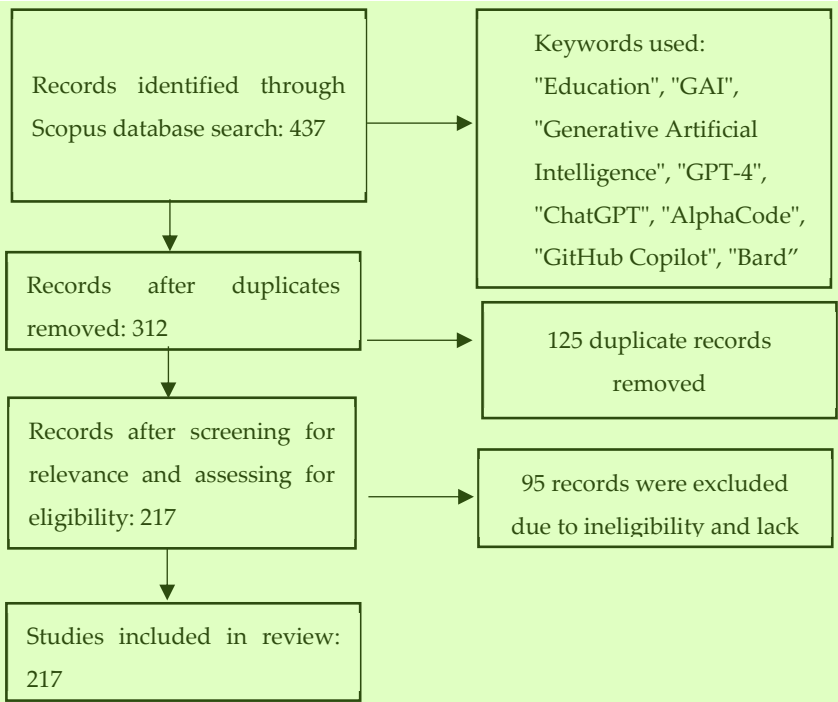 Records identified through
Scopus database search: 437
Keywords used:
"Education", "GAI",
"Generative Artificial
Intelligence", "GPT-4",
"ChatGPT", "AlphaCode",
"GitHub Copilot", "Bard”
Records after duplicates
removed: 312
125 duplicate records
removed
Records after screening for
relevance and assessing for
eligibility: 217
95 records were excluded
due to ineligibility and lack
Studies included in review:
217